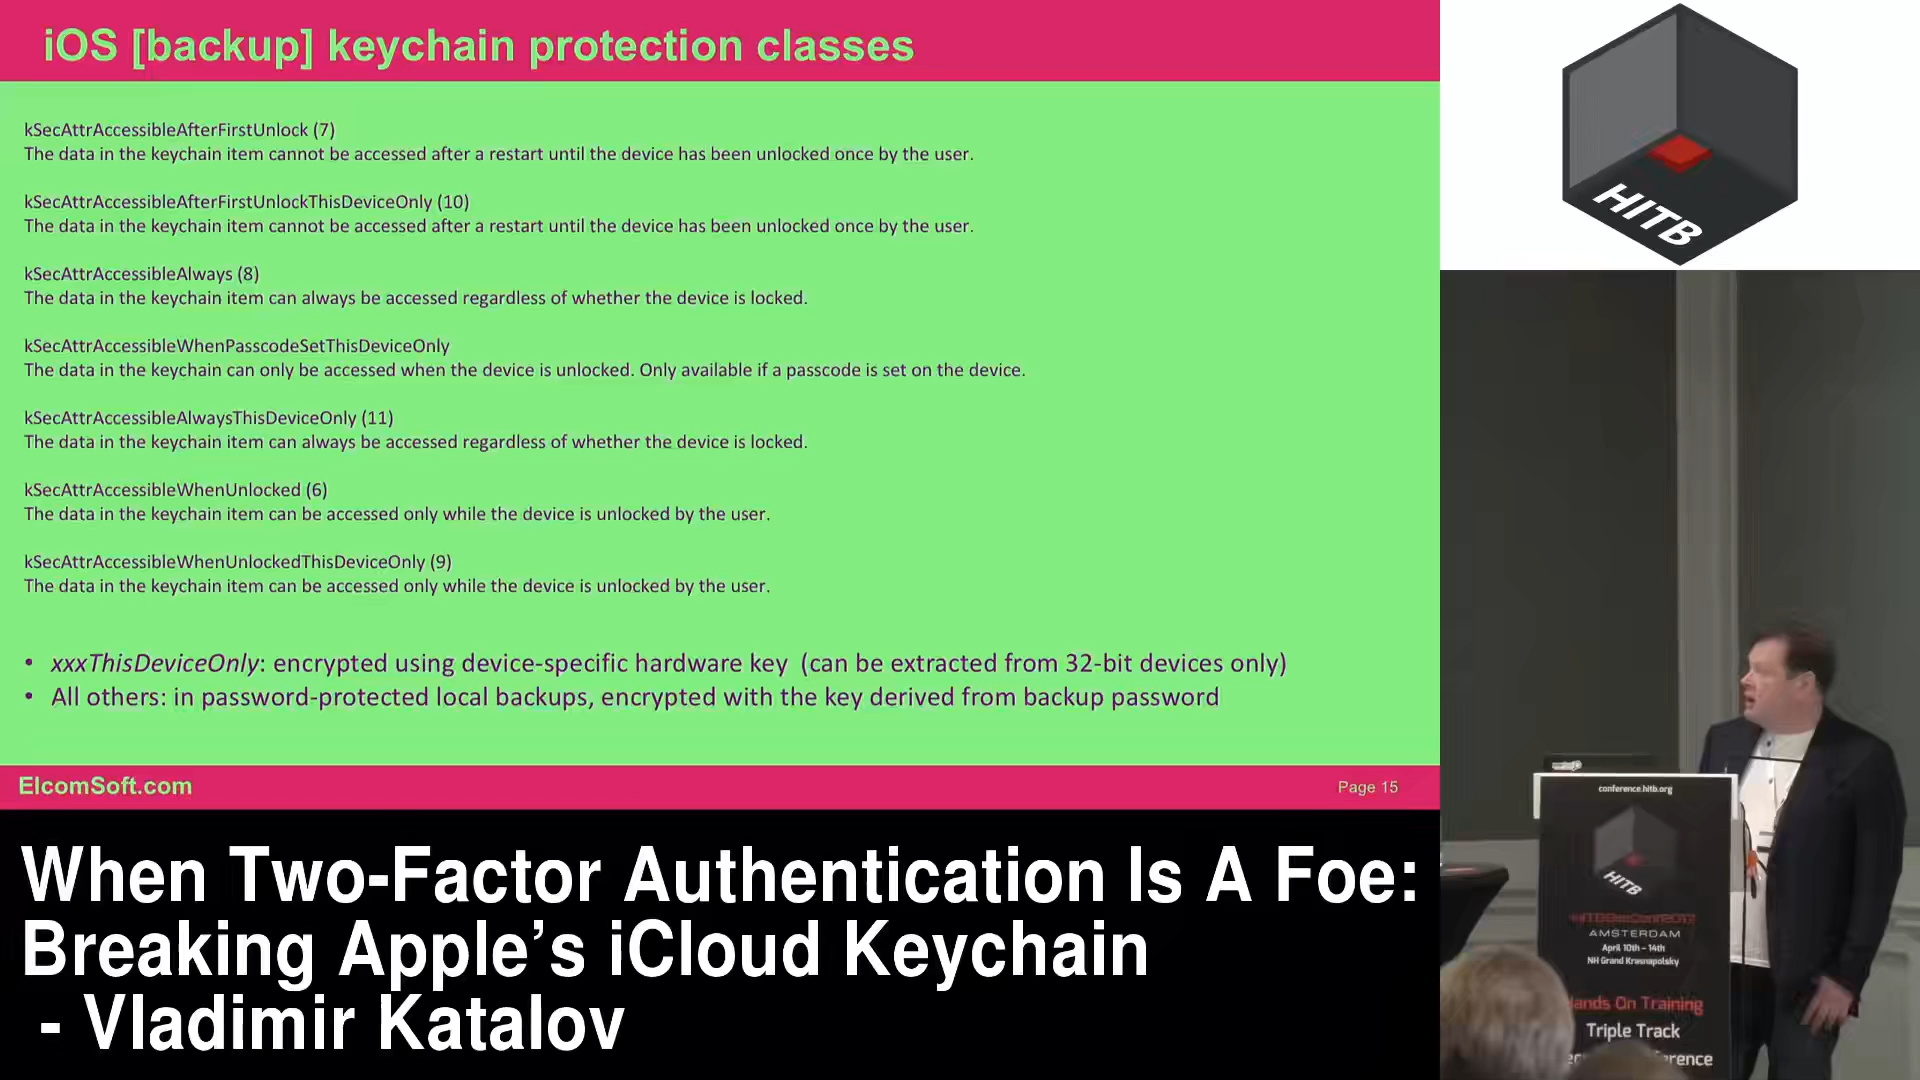 iOS [backup] keychain protection classes
kSecAttrAccessibleAfterFirstUnlock (7)
The data in the keychain item cannot be accessed after a restart until the device has been unlocked once by the user.
kSecAttrAccessibleAfterFirstUnlockThisDeviceOnly (10)
The data in the keychain item cannot be accessed after a restart until the device has been unlocked once by the user.
kSecAttrAccessibleAlways (8)
The data in the keychain item can always be accessed regardless of whether the device is locked.
kSecAttrAccessibleWhenPasscodeSetThisDeviceOnly
The data in the keychain can only be accessed when the device is unlocked. Only available if a passcode is set on the device.
kSecAttrAccessibleAlwaysThisDeviceOnly (11)
The data in the keychain item can always be accessed regardless of whether the device is locked.
kSecAttrAccessibleWhenUnlocked (6)
The data in the keychain item can be accessed only while the device is unlocked by the user.
kSecAttrAccessibleWhenUnlockedThisDeviceOnly (9)
The data in the keychain item can be accessed only while the device is unlocked by the user.
• xxxThisDeviceOnly: encrypted using device-specific hardware key (can be extracted from 32-bit devices only)
• All others: in password-protected local backups, encrypted with the key derived from backup password
ElcomSoft.com
Page 15
When Two-Factor Authentication Is A Foe:
Breaking Apple’s iCloud Keychain
- Vladimir Katalov
HITB
conference.hitb.org
HITB
AMSTERDAM
April 10th - 14th
NH Grand Krasnapolsky
Hands On Training
Triple Track